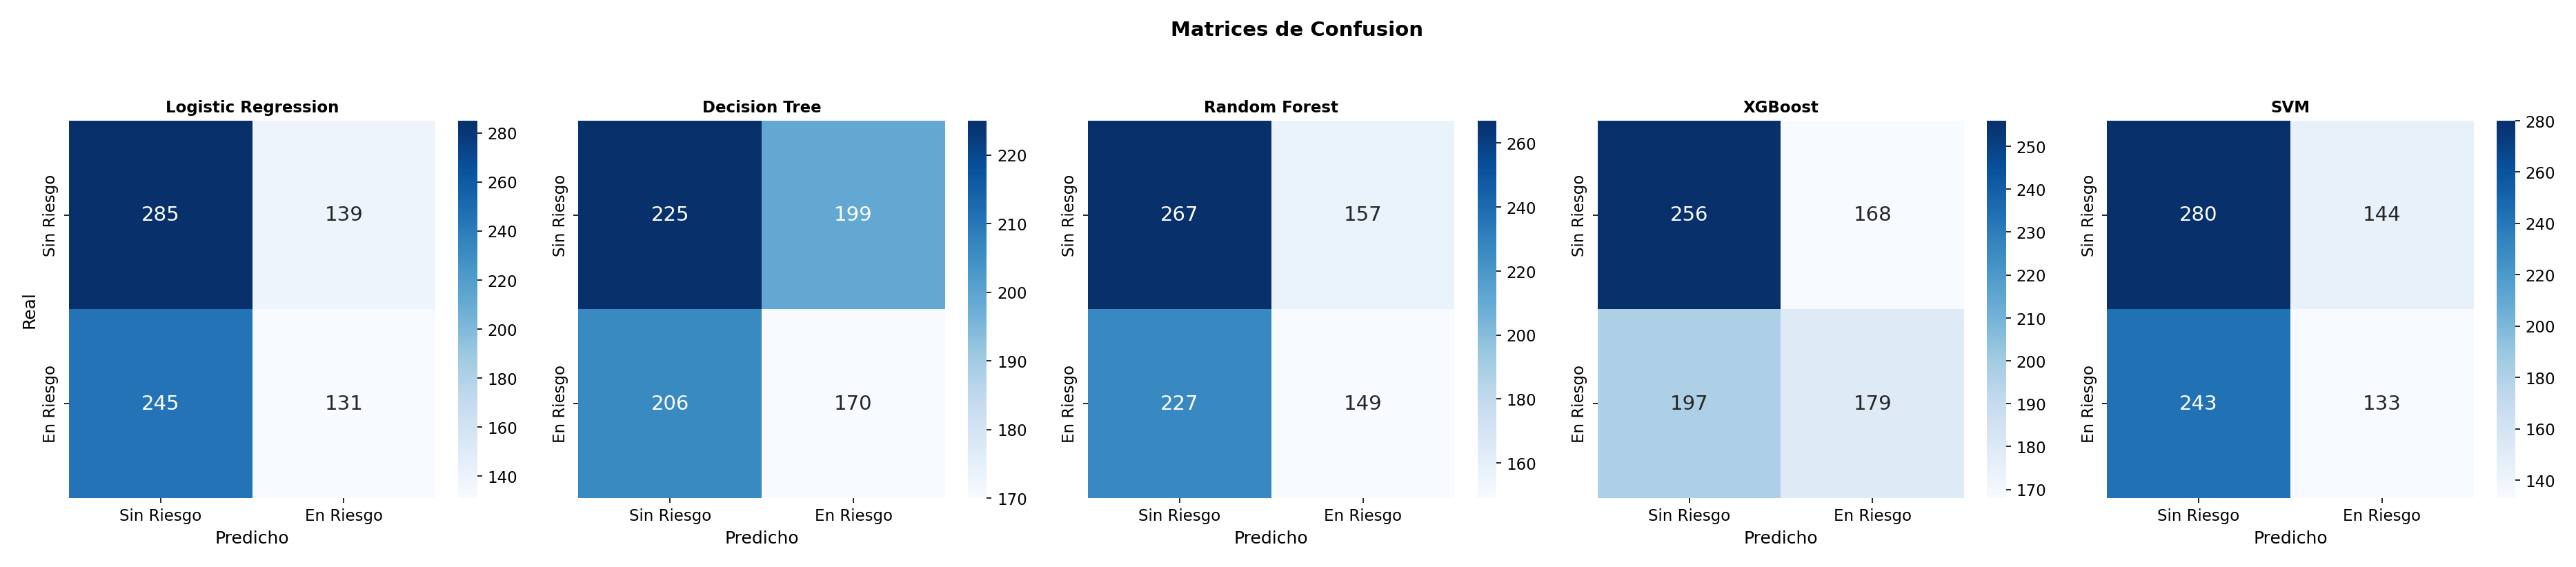 Matrices de Confusion
Logistic Regression
Real
Sin Riesgo
En Riesgo
285
139
245
131
Sin Riesgo
En Riesgo
Predicho
280
260
240
220
200
180
160
140
Decision Tree
Sin Riesgo
En Riesgo
225
199
206
170
Sin Riesgo
En Riesgo
Predicho
220
210
200
190
180
170
Random Forest
Sin Riesgo
En Riesgo
267
157
227
149
Sin Riesgo
En Riesgo
Predicho
260
240
220
200
180
160
XGBoost
Sin Riesgo
En Riesgo
256
168
197
179
Sin Riesgo
En Riesgo
Predicho
250
240
230
220
210
200
190
180
170
SVM
Sin Riesgo
En Riesgo
280
144
243
133
Sin Riesgo
En Riesgo
Predicho
280
260
240
220
200
180
160
140